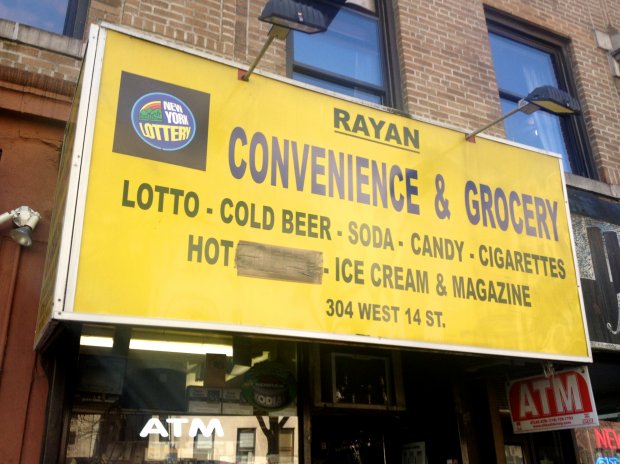 NEW
YORK
LOTTERY
RAYAN
CONVENIENCE & GROCERY
LOTTO - COLD BEER - SODA - CANDY - CIGARETTES
HOT - ICE CREAM & MAGAZINE
304 WEST 14 ST.
ATM
ATM
NEW